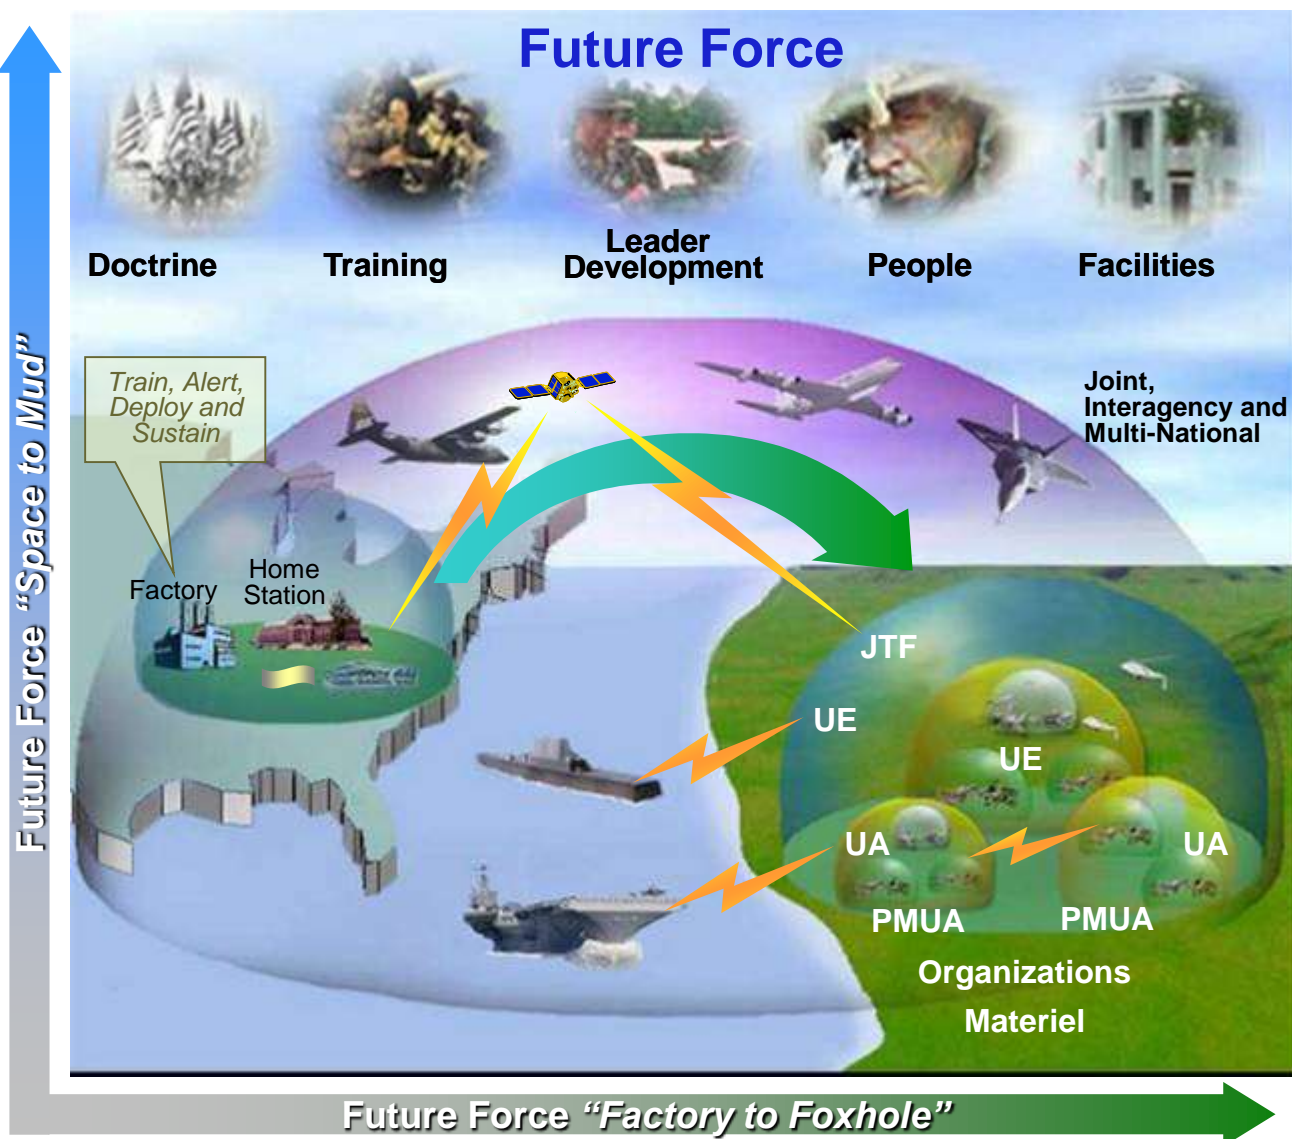 Future Force
Doctrine
Training
Leader
Development
People
Facilities
Train, Alert,
Deploy and
Sustain
Joint,
Interagency and
Multi-National
Factory
Home
Station
JTF
UE
UE
UA
UA
PMUA
PMUA
Organizations
Materiel
Future Force “Space to Mud”
Future Force “Factory to Foxhole”